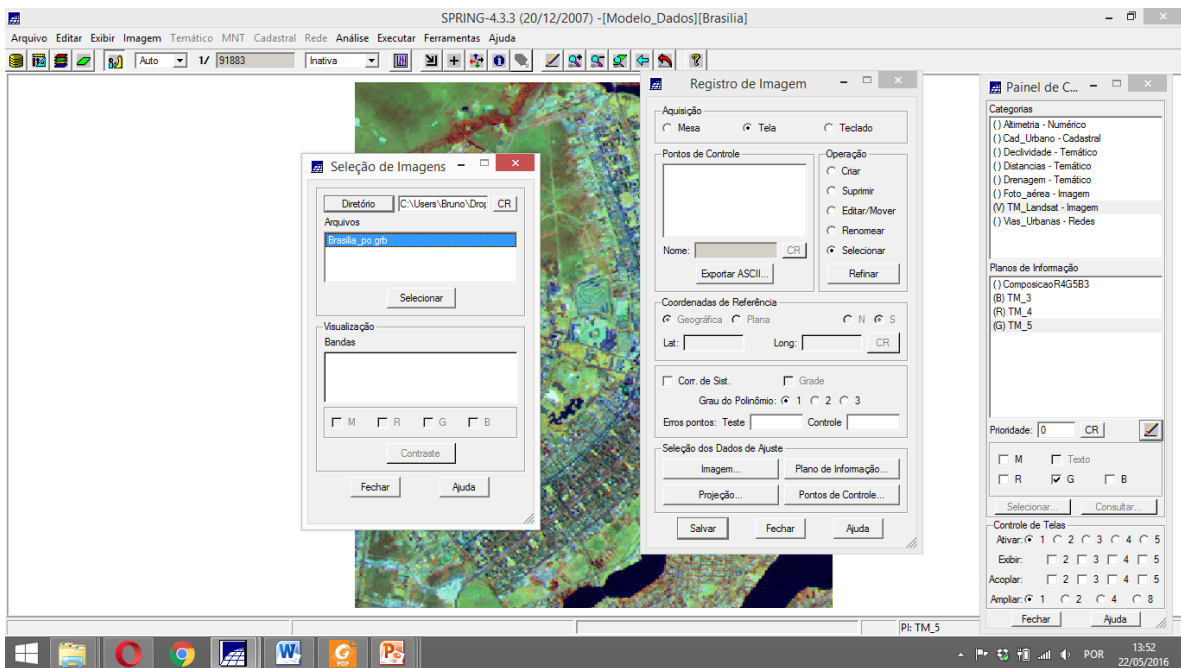 SPRING-4.3.3 (20/12/2007) -[Modelo_Dados][Brasilia]
Arquivo Editar Exibir Imagem Temático MNT Cadastral Rede Análise Executar Ferramentas Ajuda
Auto 1/ 91883 Inativa
Seleção de Imagens
Diretório C:\Users\Bruno\Drop CR
Arquivos
Brasilia_po.grb
Selecionar
Visualização
Bandas
M R G B
Contraste
Fechar Ajuda
Registro de Imagem
Aquisição
Mesa Tela Teclado
Pontos de Controle
Nome: CR
Exportar ASCII...
Operação
Criar
Suprimir
Editar/Mover
Renomear
Selecionar
Refinar
Coordenadas de Referência
Geográfica Plana N S
Lat: Long: CR
Corr. de Sist. Grade
Grau do Polinômio: 1 2 3
Erros pontos: Teste Controle
Seleção dos Dados de Ajuste
Imagem... Plano de Informação...
Projeção... Pontos de Controle...
Salvar Fechar Ajuda
Painel de C...
Categorias
( ) Altimetria - Numérico
( ) Cad_Urbano - Cadastral
( ) Declividade - Temático
( ) Distancias - Temático
( ) Drenagem - Temático
( ) Foto_aérea - Imagem
(V) TM_Landsat - Imagem
( ) Vias_Urbanas - Redes
Planos de Informação
( ) ComposicaoR4G5B3
(B) TM_3
(R) TM_4
(G) TM_5
Prioridade: 0 CR
M Texto
R G B
Selecionar... Consultar...
Controle de Telas
Ativar: 1 2 3 4 5
Exibir: 2 3 4 5
Acoplar: 2 3 4 5
Ampliar: 1 2 4 8
Fechar Ajuda
PI: TM_5
POR
13:52
22/05/2016